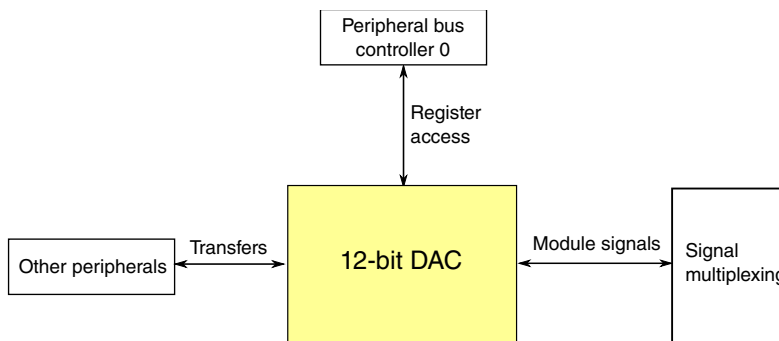 Peripheral bus
controller 0
Register
access
Other peripherals
Transfers
12-bit DAC
Module signals
Signal
multiplexing